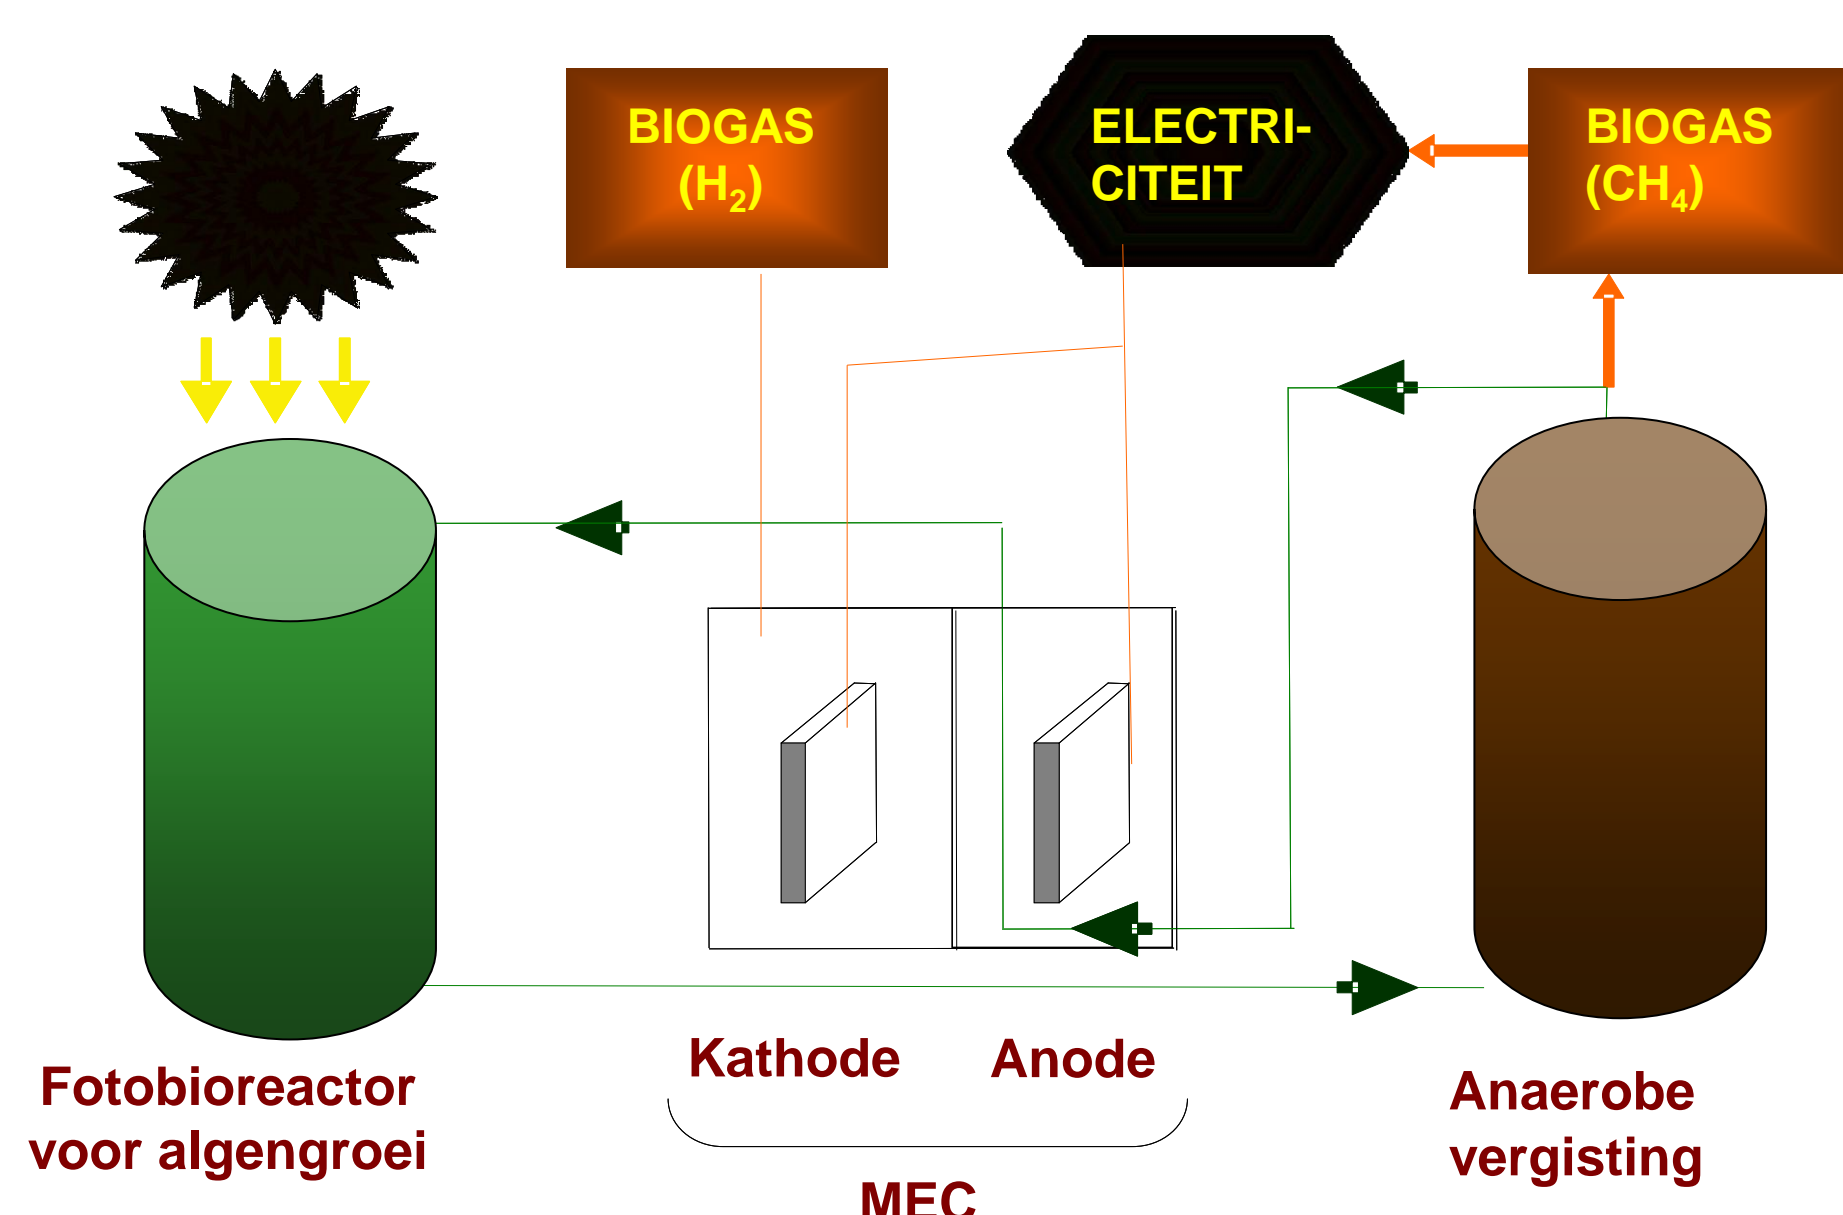 BIOGAS
(H₂)
ELECTRI-
CITEIT
BIOGAS
(CH₄)
Kathode
Anode
Fotobioreactor
voor algengroei
Anaerobe
vergisting
MEC